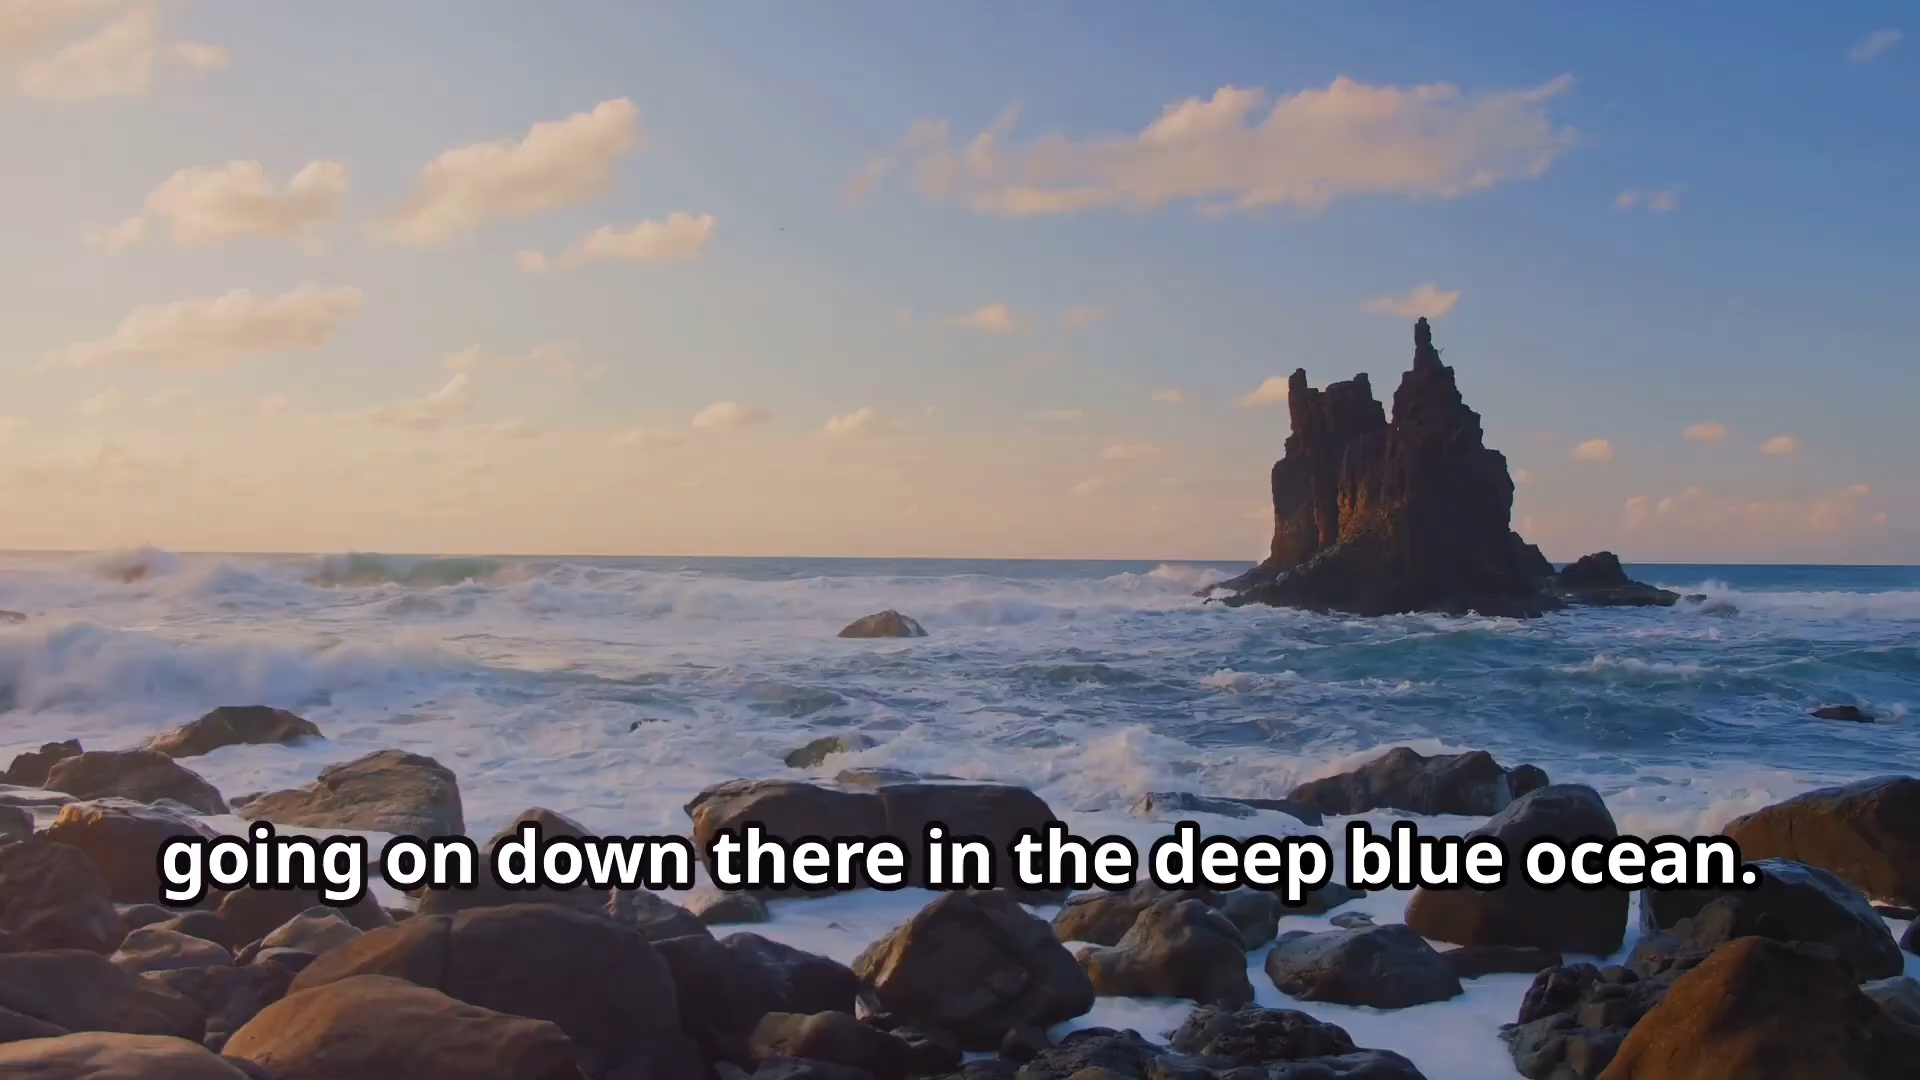 going on down there in the deep blue ocean.